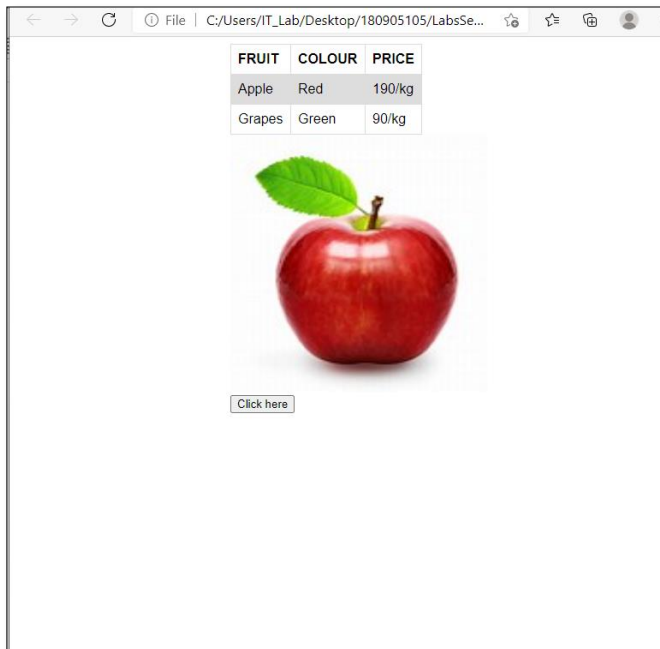 File C:/Users/IT_Lab/Desktop/180905105/LabsSe...
FRUIT COLOUR PRICE
Apple Red 190/kg
Grapes Green 90/kg
Click here